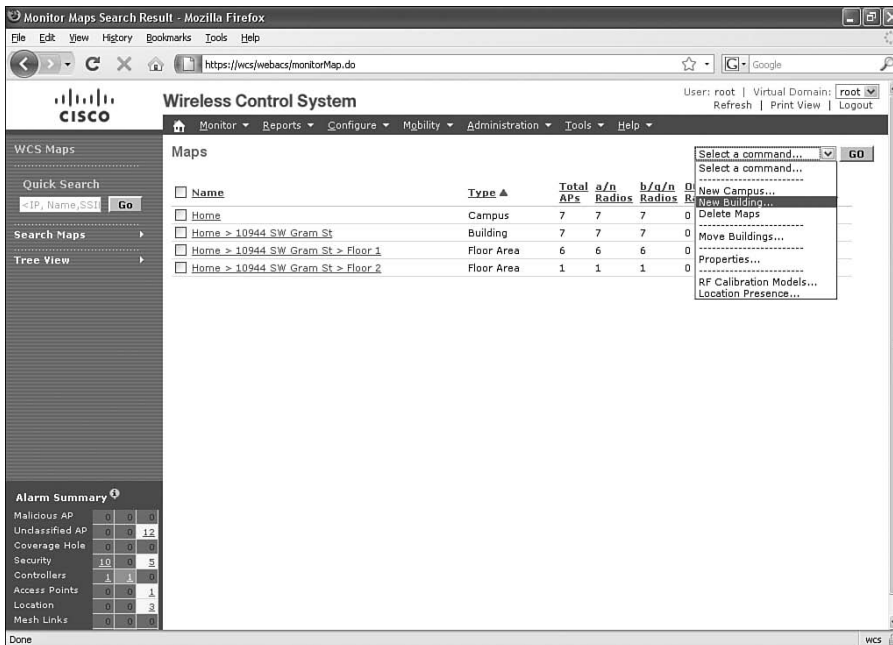 Monitor Maps Search Result - Mozilla Firefox
File Edit View History Bookmarks Tools Help
https://wcs/webacs/monitorMap.do
G Google
CISCO
Wireless Control System
User: root | Virtual Domain: root
Refresh | Print View | Logout
Monitor Reports Configure Mobility Administration Tools Help
WCS Maps
Quick Search
<IP, Name,SSI Go
Search Maps
Tree View
Maps
Select a command... GO
Select a command...
New Campus...
New Building...
Delete Maps
Move Buildings...
Properties...
RF Calibration Models...
Location Presence...
Name Type Total APs a/n Radios b/g/n Radios
Home Campus 7 7 7 0
Home > 10944 SW Gram St Building 7 7 7 0
Home > 10944 SW Gram St > Floor 1 Floor Area 6 6 6 0
Home > 10944 SW Gram St > Floor 2 Floor Area 1 1 1 0
Alarm Summary
Malicious AP 0 0 0
Unclassified AP 0 0 12
Coverage Hole 0 0 0
Security 10 0 5
Controllers 1 1 0
Access Points 0 0 1
Location 0 0 3
Mesh Links 0 0 0
Done
wcs